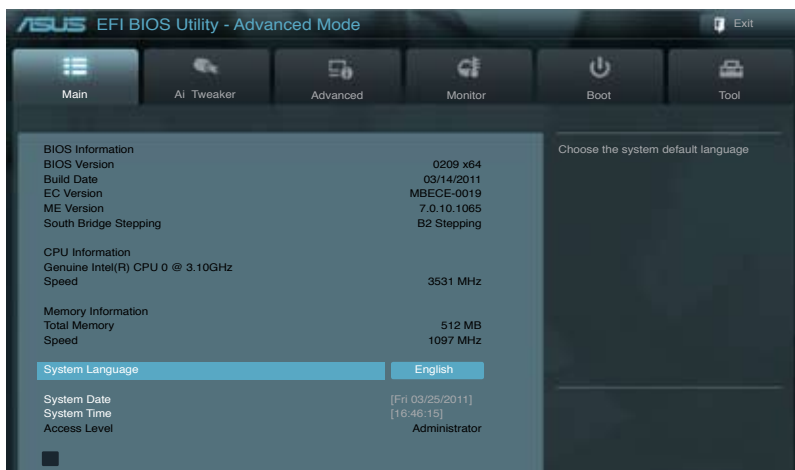 ASUS EFI BIOS Utility - Advanced Mode Exit
Main Ai Tweaker Advanced Monitor Boot Tool
BIOS Information
BIOS Version 0209 x64
Build Date 03/14/2011
EC Version MBECE-0019
ME Version 7.0.10.1065
South Bridge Stepping B2 Stepping
CPU Information
Genuine Intel(R) CPU 0 @ 3.10GHz
Speed 3531 MHz
Memory Information
Total Memory 512 MB
Speed 1097 MHz
System Language English
System Date [Fri 03/25/2011]
System Time [16:46:15]
Access Level Administrator
Choose the system default language